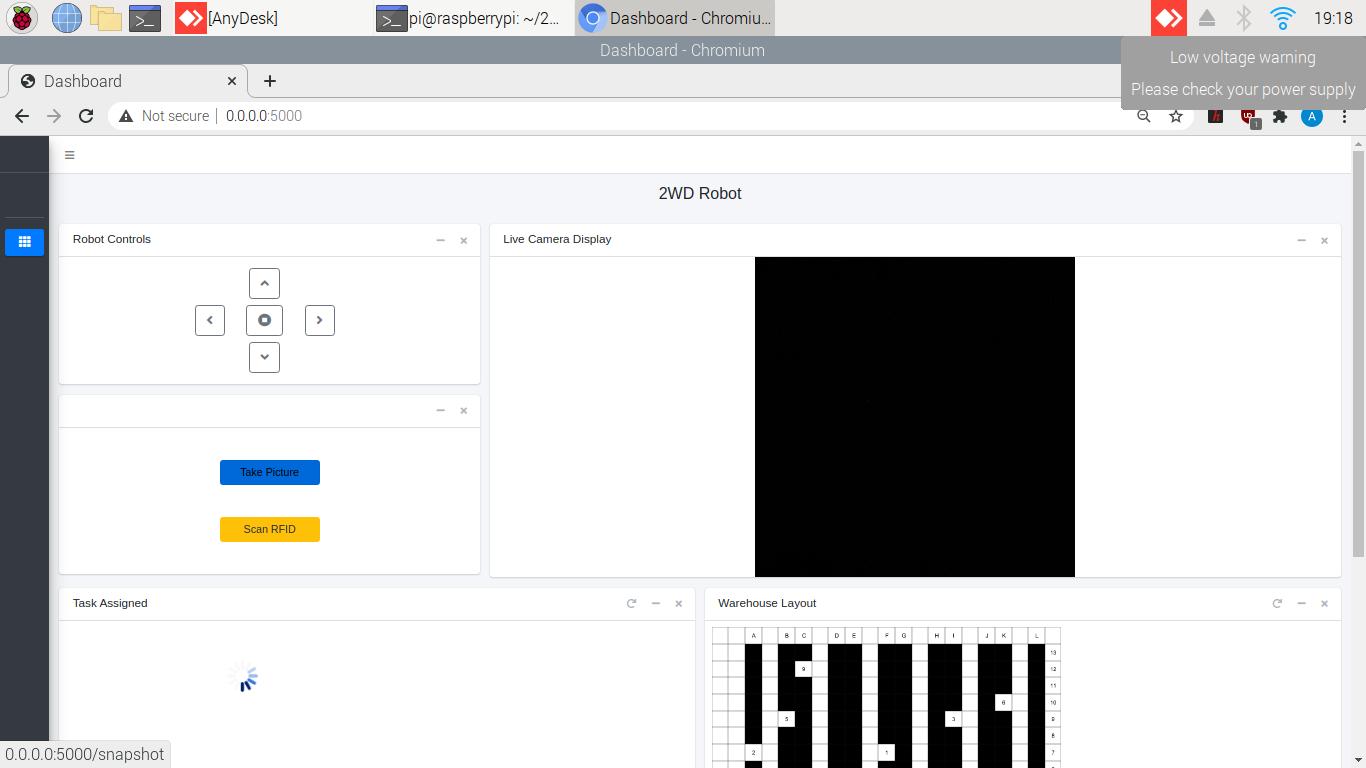 [AnyDesk]
pi@raspberrypi: ~/2...
Dashboard - Chromiu...
19:18
Dashboard - Chromium
Low voltage warning
Please check your power supply
Dashboard
Not secure
0.0.0.0:5000
1
A
2WD Robot
Robot Controls
Live Camera Display
Take Picture
Scan RFID
Task Assigned
Warehouse Layout
A B C D E F G H I J K L
13
9 12
11
6 10
5 3 9
8
2 1 7
0.0.0.0:5000/snapshot